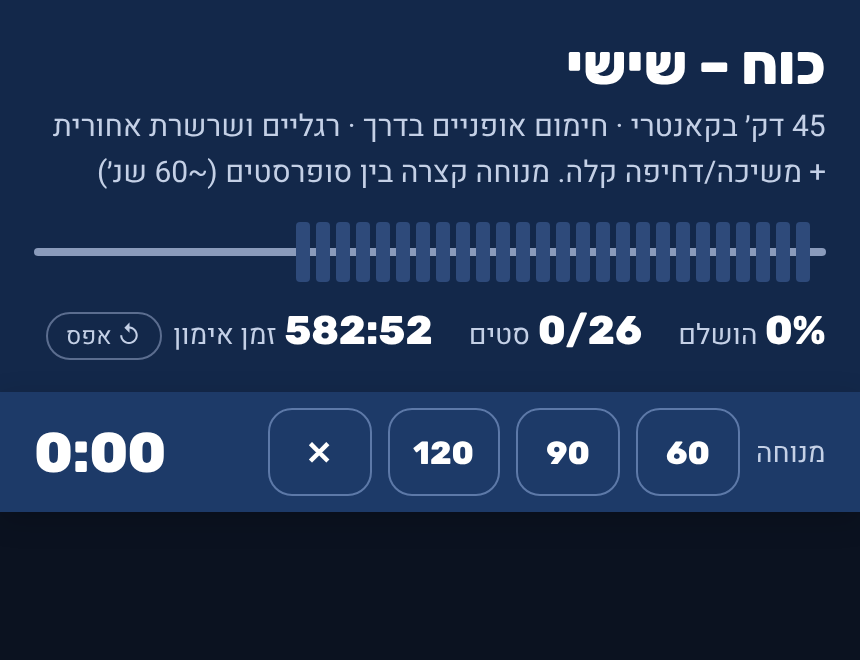 כוח – שישי
45 דק׳ בקאנטרי · חימום אופניים בדרך · רגליים ושרשרת אחורית
+ משיכה/דחיפה קלה. מנוחה קצרה בין סופרסטים (~60 שנ׳)
0% הושלם 0/26 סטים 582:52 זמן אימון ↺ אפס
מנוחה 60 90 120 ✕ 0:00